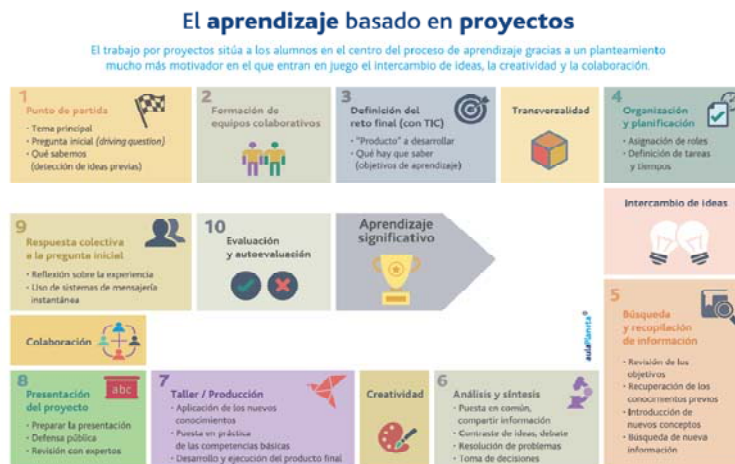 El aprendizaje basado en proyectos
El trabajo por proyectos sitúa a los alumnos en el centro del proceso de aprendizaje gracias a un planteamiento
mucho más motivador en el que entran en juego el intercambio de ideas, la creatividad y la colaboración.
1
Punto de partida
• Tema principal
• Pregunta inicial (driving question)
• Qué sabemos
(detección de ideas previas)
2
Formación de
equipos colaborativos
3
Definición del
reto final (con TIC)
• "Producto" a desarrollar
• Qué hay que saber
(objetivos de aprendizaje)
Transversalidad
4
Organización
y planificación
• Asignación de roles
• Definición de tareas
y tiempos
Intercambio de ideas
5
Búsqueda
y recopilación
de información
• Revisión de los
objetivos
• Recuperación de los
conocimientos previos
• Introducción de
nuevos conceptos
• Búsqueda de nueva
información
6
Análisis y síntesis
• Puesta en común,
compartir información
• Contraste de ideas, debate
• Resolución de problemas
• Toma de decisiones
Creatividad
7
Taller / Producción
• Aplicación de los nuevos
conocimientos
• Puesta en práctica
de las competencias básicas
• Desarrollo y ejecución del producto final
8
Presentación
del proyecto
abc
• Preparar la presentación
• Defensa pública
• Revisión con expertos
Colaboración
9
Respuesta colectiva
a la pregunta inicial
• Reflexión sobre la experiencia
• Uso de sistemas de mensajería
instantánea
10
Evaluación
y autoevaluación
Aprendizaje
significativo
aulaPlaneta